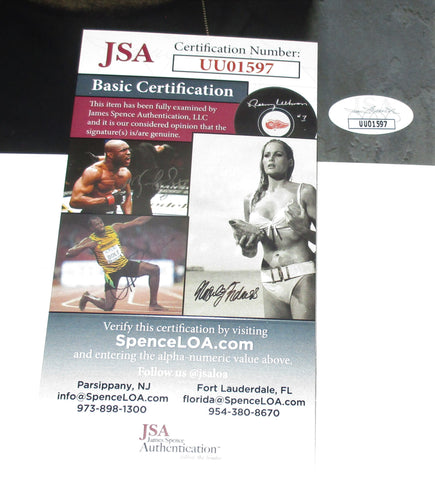 JSA
Certification Number:
UU01597
Basic Certification
This item has been fully examined by
James Spence Authentication, LLC
and it is our considered opinion that the
signature(s) is/are genuine.
UU01597
Verify this certification by visiting
SpenceLOA.com
and entering the alpha-numeric value above.
Follow us @jsaloa
Parsippany, NJ
info@SpenceLOA.com
973-898-1300
Fort Lauderdale, FL
florida@SpenceLOA.com
954-380-8670
JSA
James Spence
Authentication